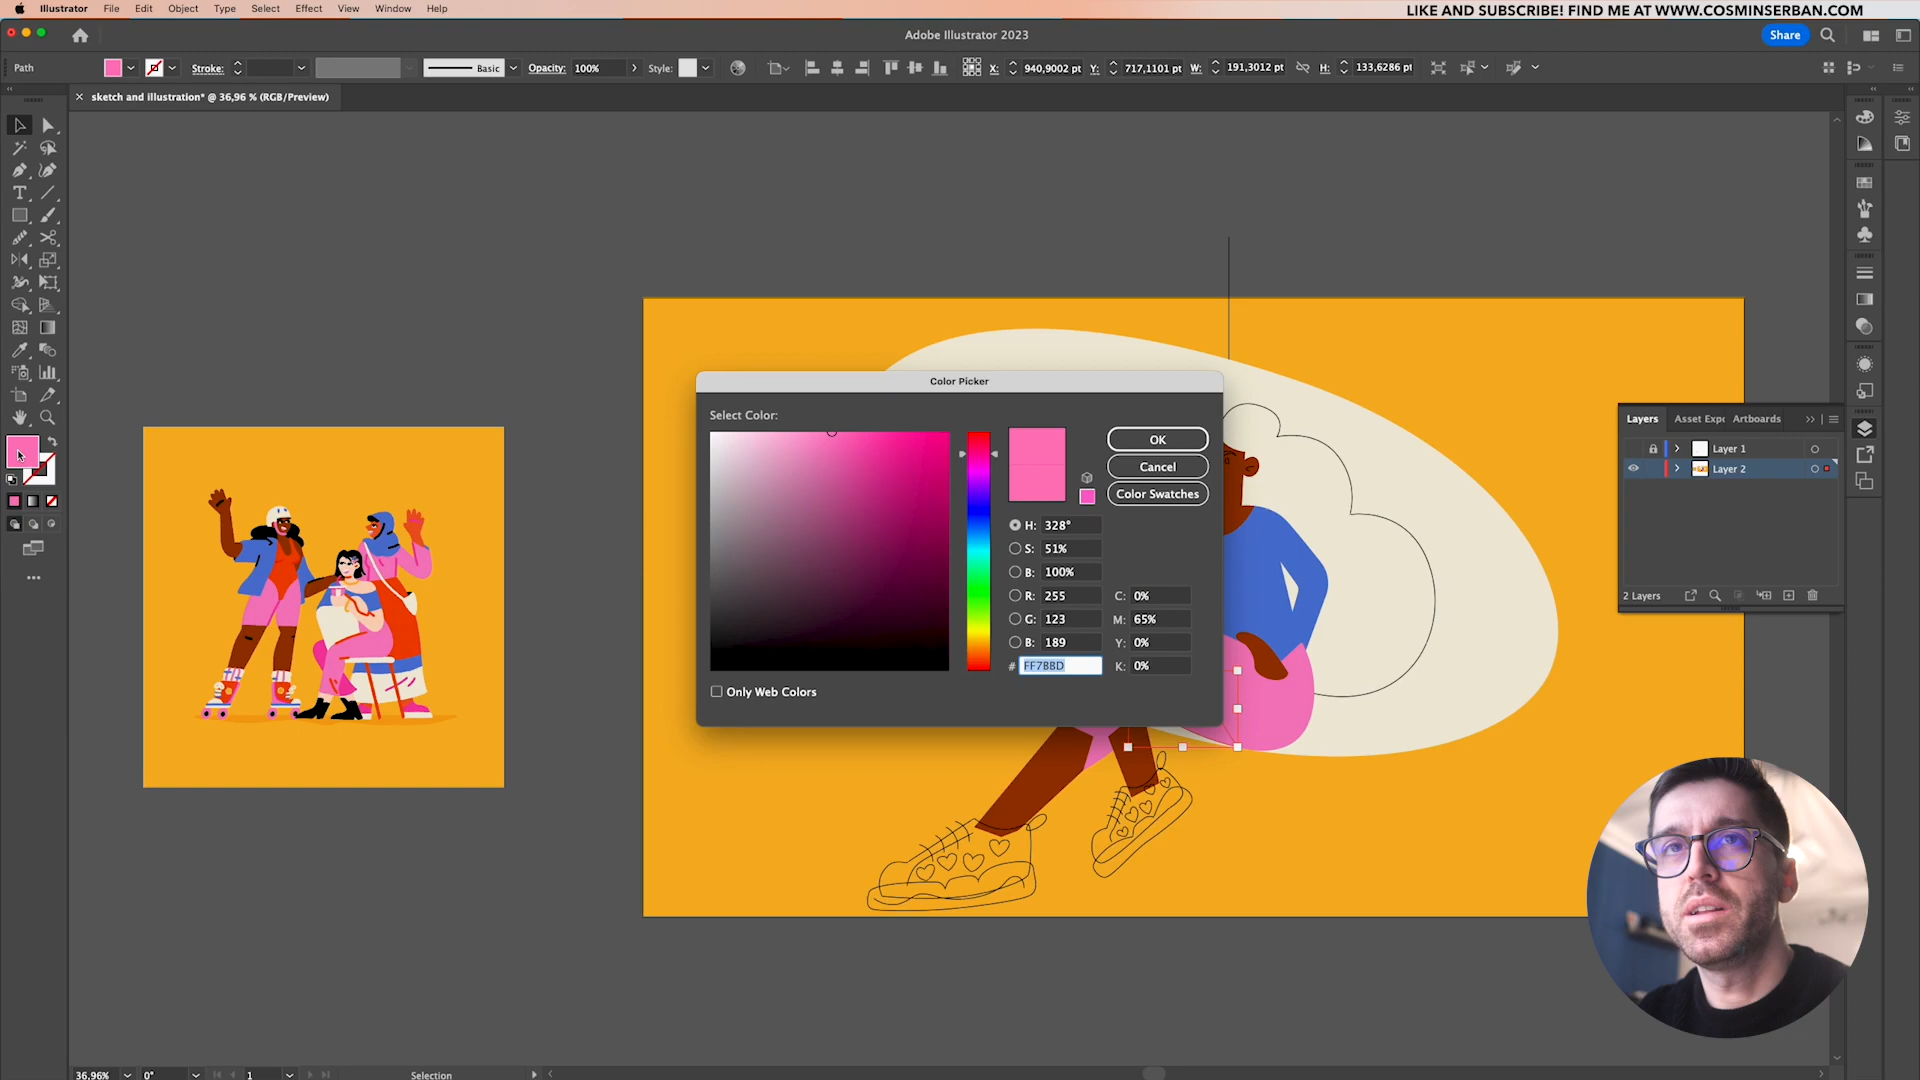 Illustrator File Edit Object Type Select Effect View Window Help
LIKE AND SUBSCRIBE! FIND ME AT WWW.COSMINSERBAN.COM
Adobe Illustrator 2023
Share
Path
Stroke:
Basic
Opacity: 100%
Style:
X: 940,9002 pt
Y: 717,1101 pt
W: 191,3012 pt
H: 133,6286 pt
sketch and illustration* @ 36,96 % (RGB/Preview)
Color Picker
Select Color:
OK
Cancel
Color Swatches
H: 328°
S: 51%
B: 100%
R: 255
G: 123
B: 189
# FF7BBD
C: 0%
M: 65%
Y: 0%
K: 0%
Only Web Colors
Layers Asset Expo Artboards
Layer 1
Layer 2
2 Layers
36,96% 0° 1 Selection